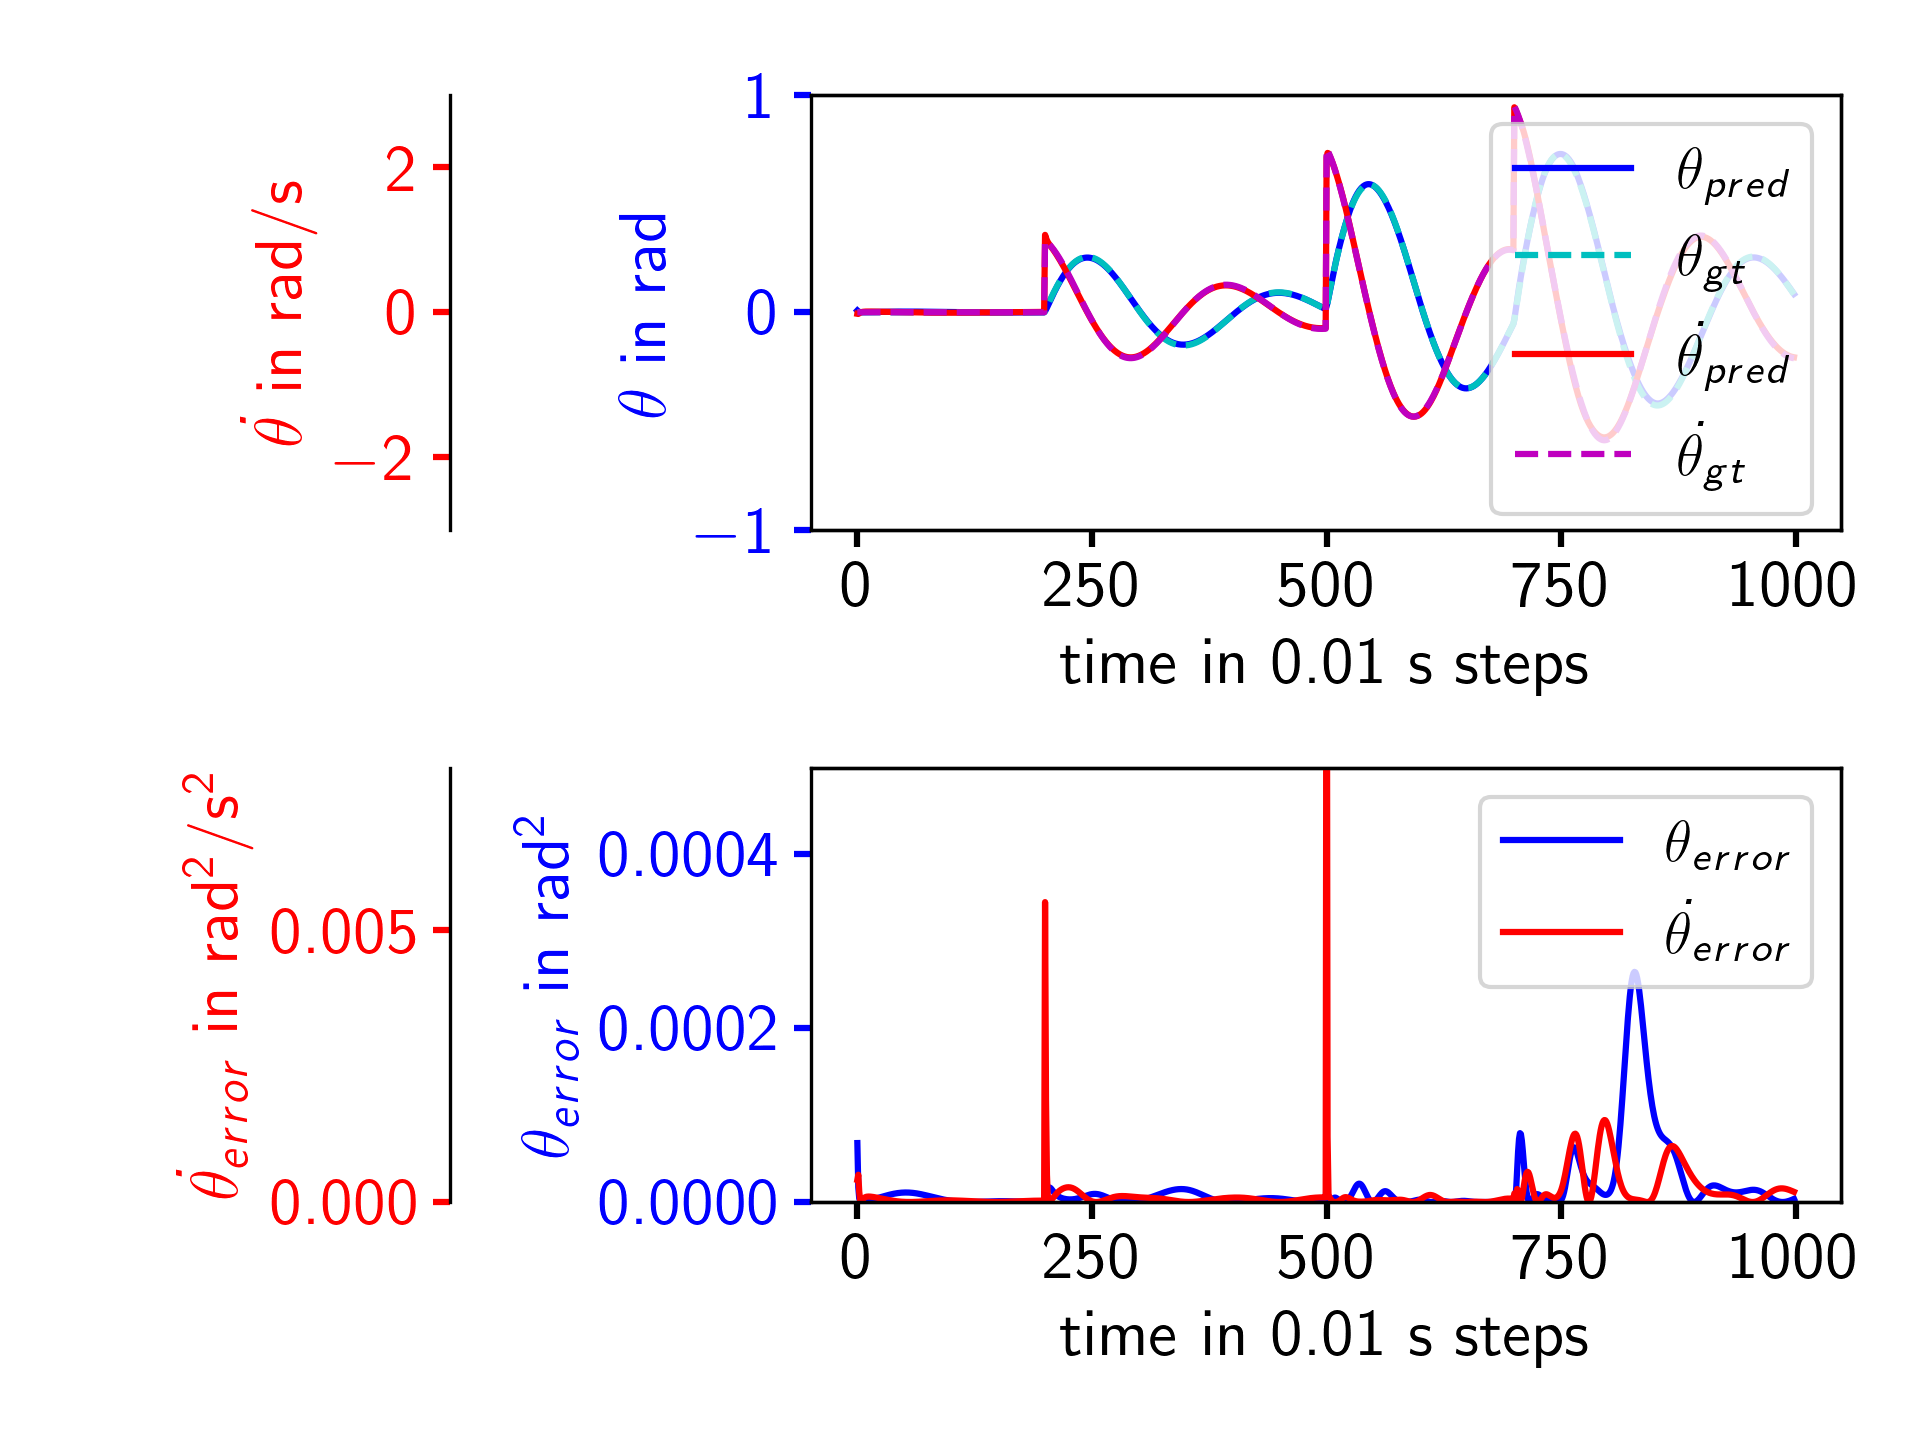 θ̇ in rad/s
2
0
−2
θ in rad
1
0
−1
θ_pred
θ_gt
θ̇_pred
θ̇_gt
0 250 500 750 1000
time in 0.01 s steps
θ̇_error in rad²/s²
0.005
0.000
θ_error in rad²
0.0004
0.0002
0.0000
θ_error
θ̇_error
0 250 500 750 1000
time in 0.01 s steps